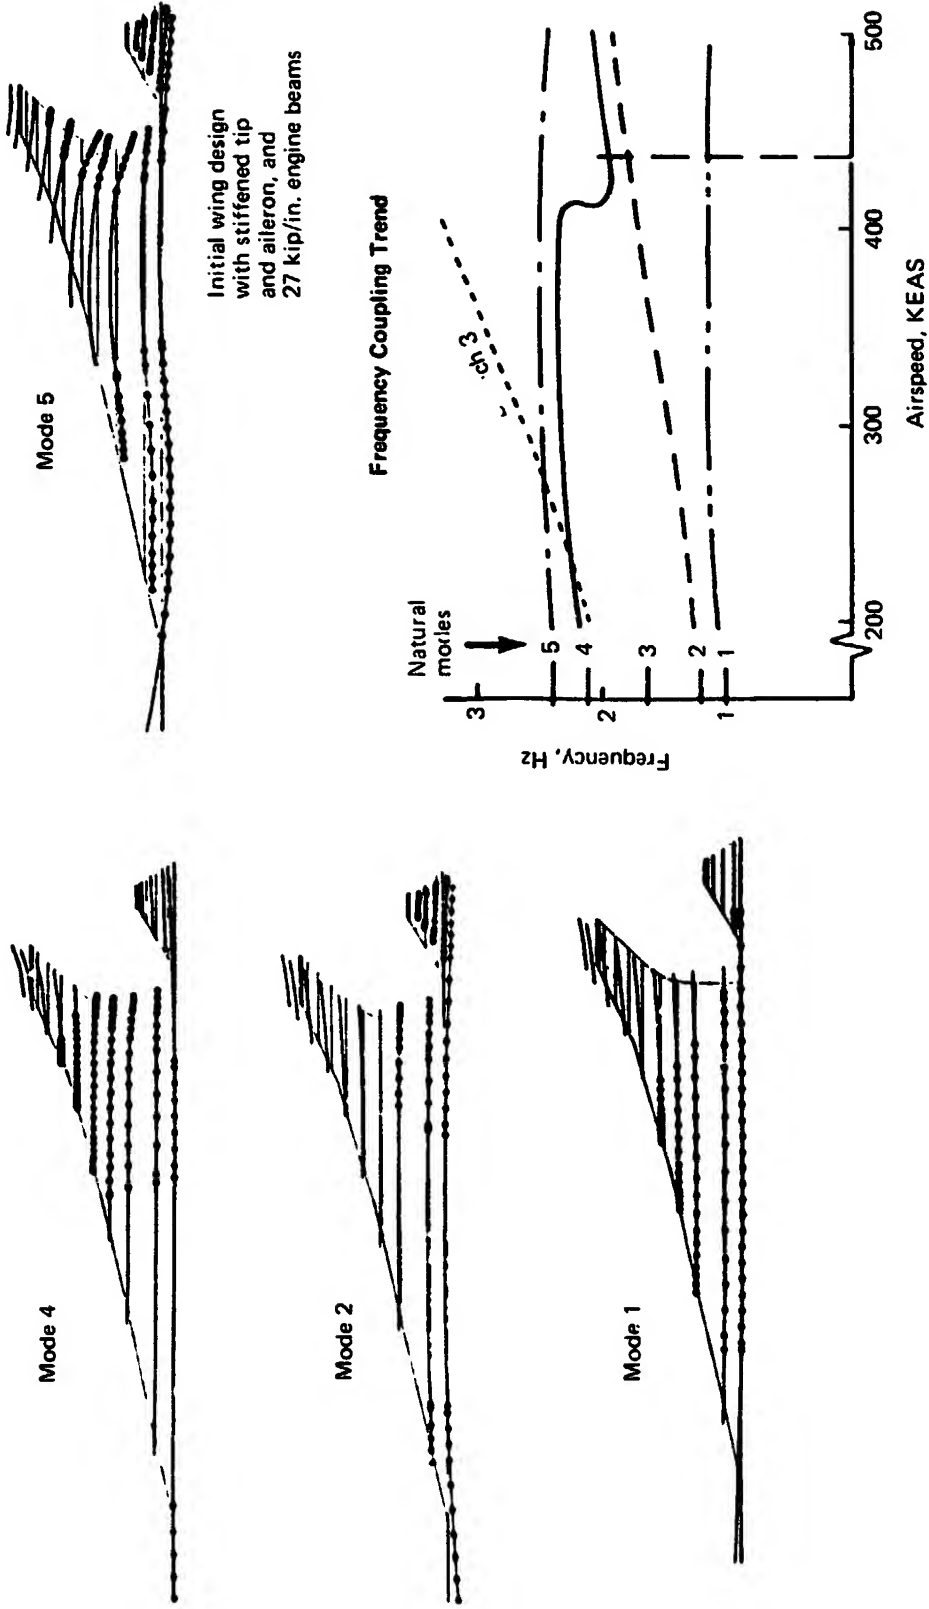 Mode 5
Initial wing design
with stiffened tip
and aileron, and
27 kip/in. engine beams
Frequency Coupling Trend
Natural
modes
ch 3
3
2
1
5
4
3
2
1
Frequency, Hz
200
300
400
500
Airspeed, KEAS
Mode 4
Mode 2
Mode 1